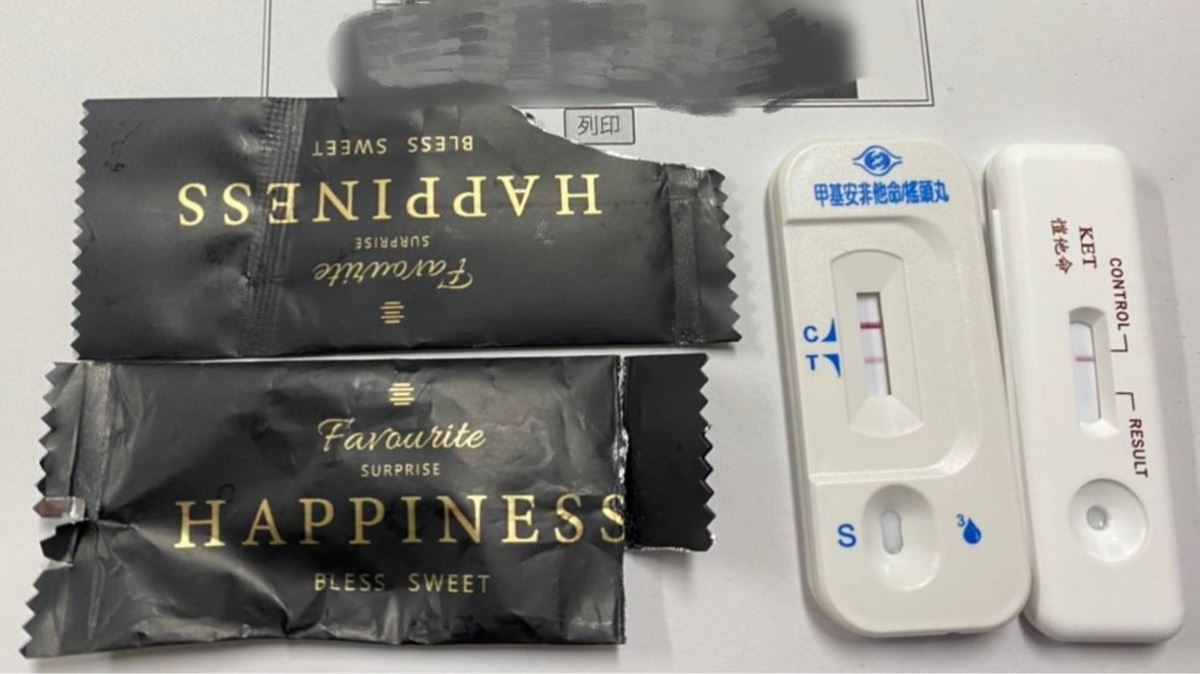 列印
BLESS SWEET
HAPPINESS
SURPRISE
Favourite
Favourite
SURPRISE
HAPPINESS
BLESS SWEET
甲基安非他命/搖頭丸
C
T
S
3
KET
愷他命
CONTROL
RESULT